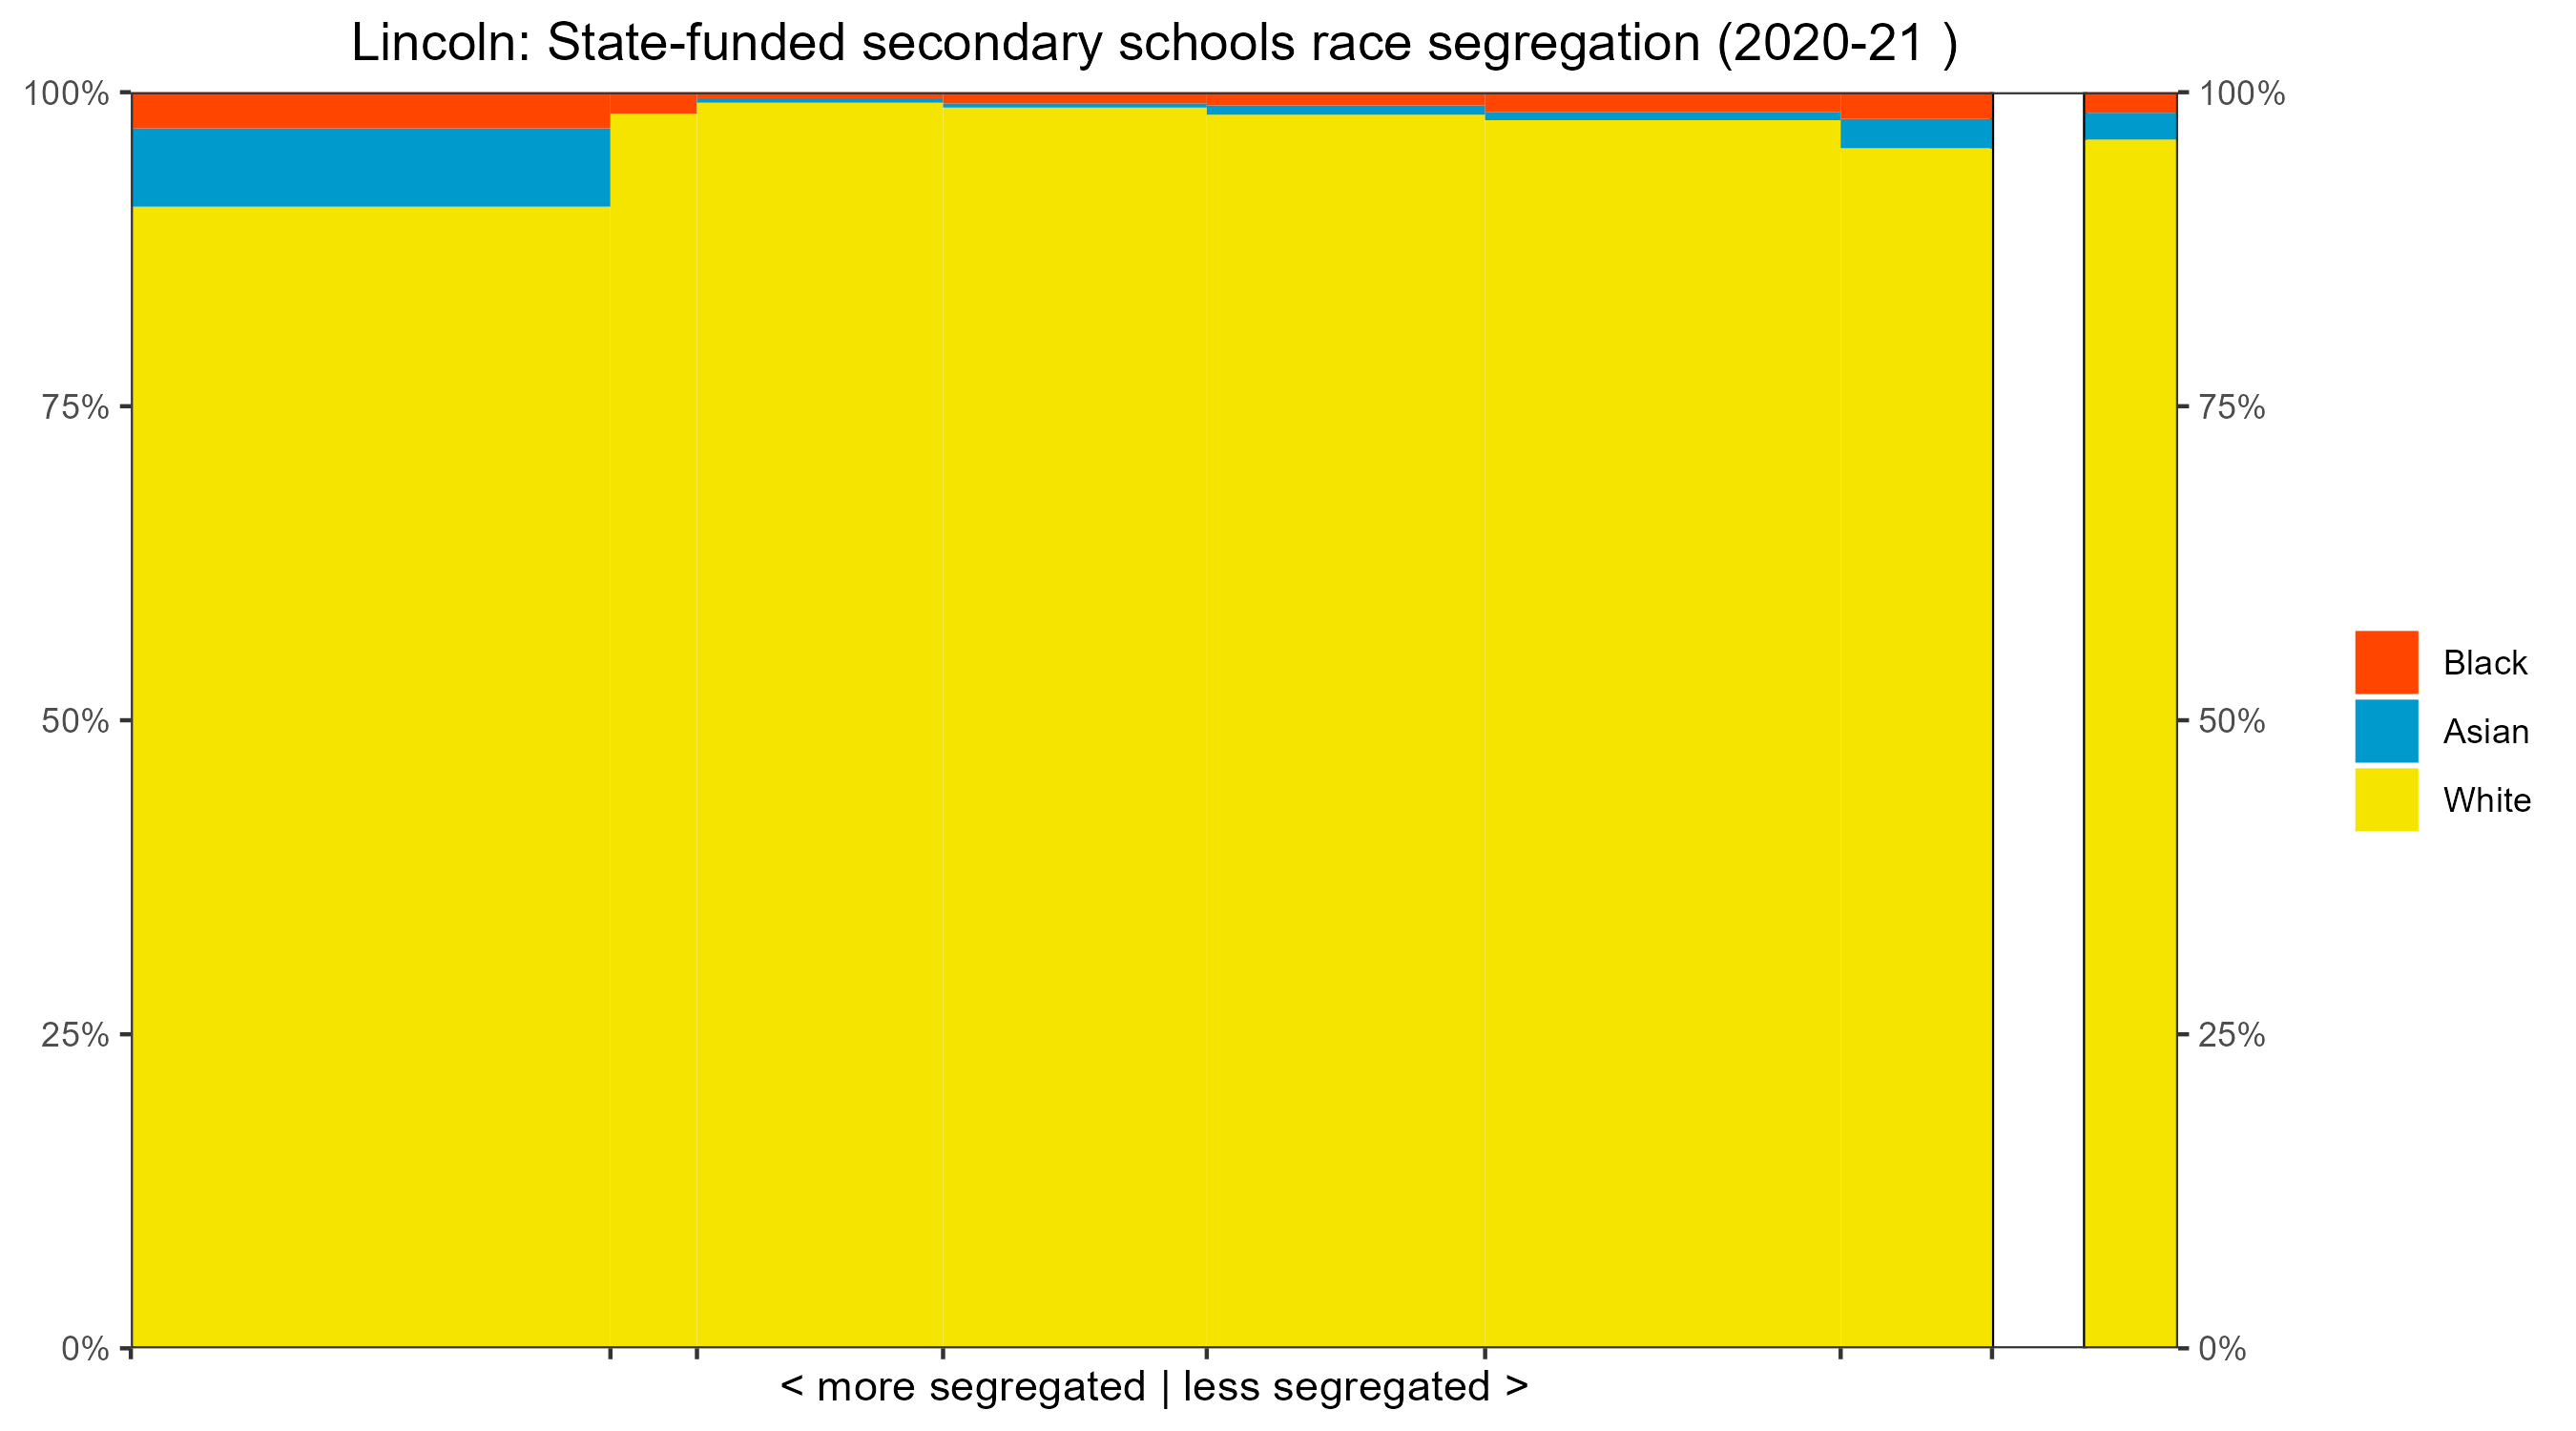 Lincoln: State-funded secondary schools race segregation (2020-21 )
100%
75%
50%
25%
0%
100%
75%
50%
25%
0%
Black
Asian
White
< more segregated | less segregated >